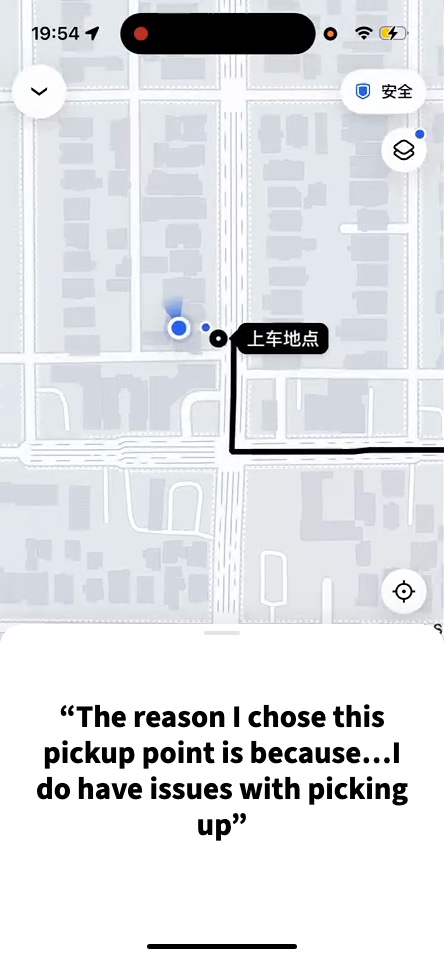 19:54
安全
上车地点
S
“The reason I chose this
pickup point is because...I
do have issues with picking
up”